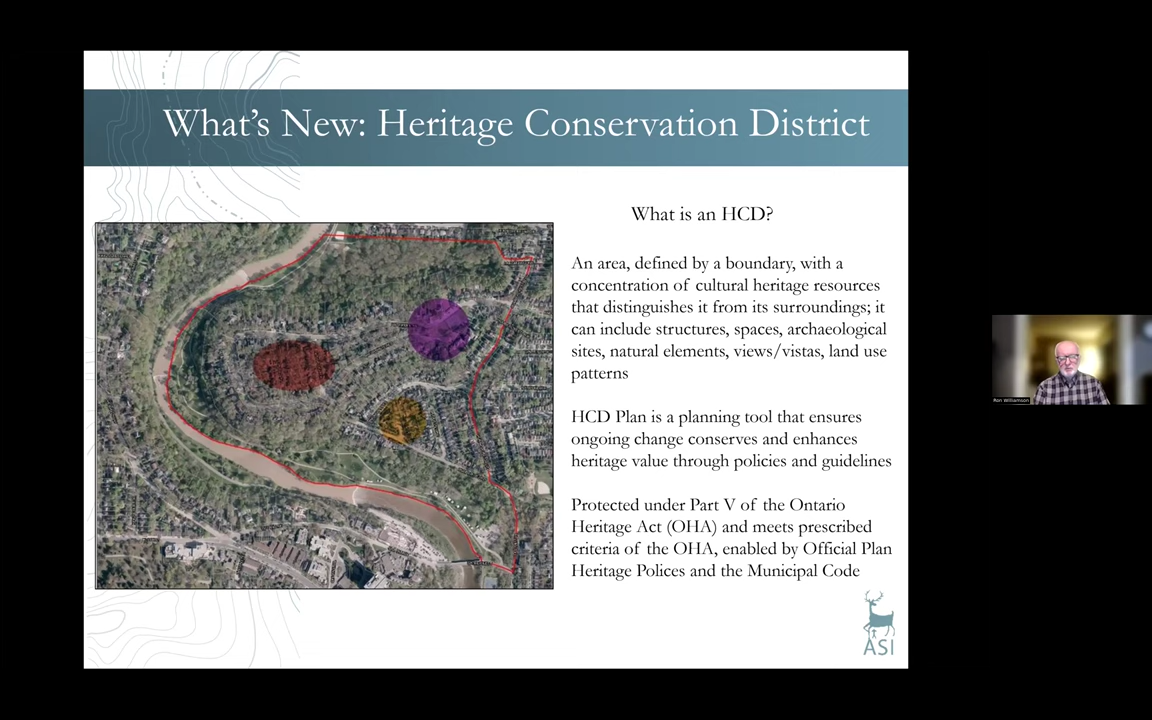 What's New: Heritage Conservation District
What is an HCD?
An area, defined by a boundary, with a
concentration of cultural heritage resources
that distinguishes it from its surroundings; it
can include structures, spaces, archaeological
sites, natural elements, views/vistas, land use
patterns
HCD Plan is a planning tool that ensures
ongoing change conserves and enhances
heritage value through policies and guidelines
Protected under Part V of the Ontario
Heritage Act (OHA) and meets prescribed
criteria of the OHA, enabled by Official Plan
Heritage Polices and the Municipal Code
ASI
Ron Williamson